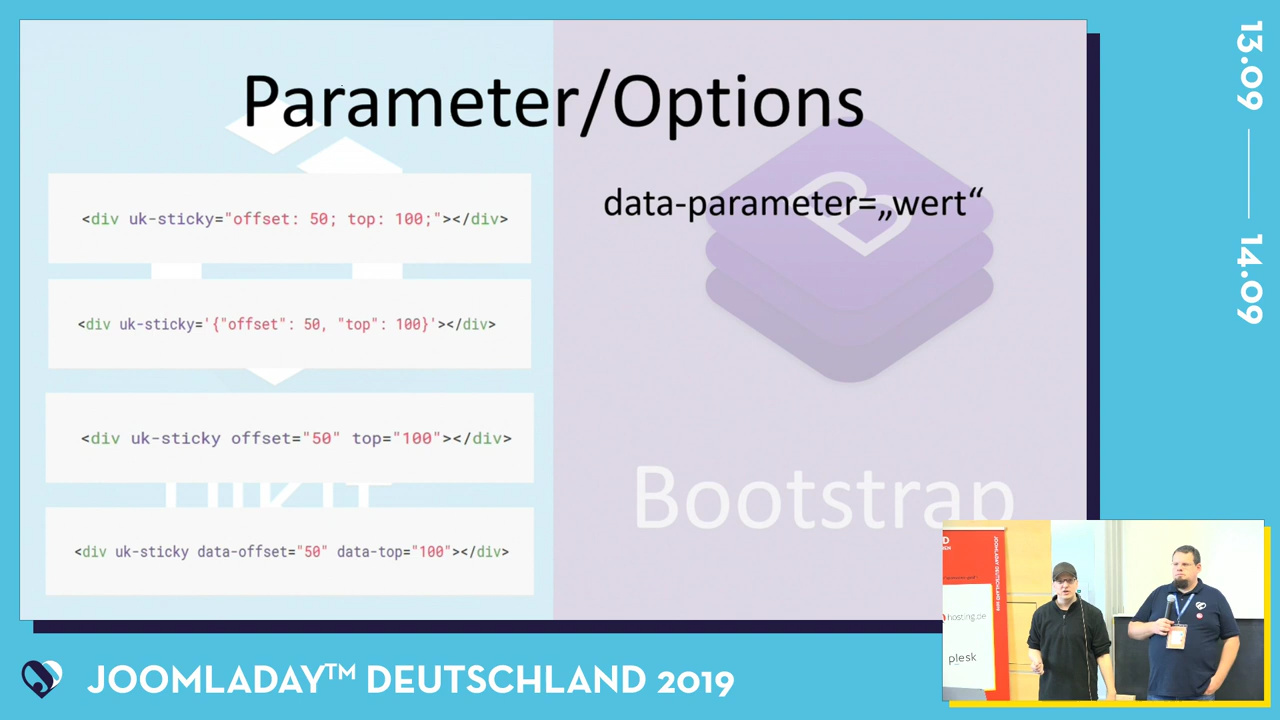 Parameter/Options
<div uk-sticky="offset: 50; top: 100;"></div>
<div uk-sticky='{"offset": 50, "top": 100}'></div>
<div uk-sticky offset="50" top="100"></div>
<div uk-sticky data-offset="50" data-top="100"></div>
data-parameter=„wert“
Bootstrap
13.09
14.09
hosting.de
plesk
JOOMLADAY™ DEUTSCHLAND 2019